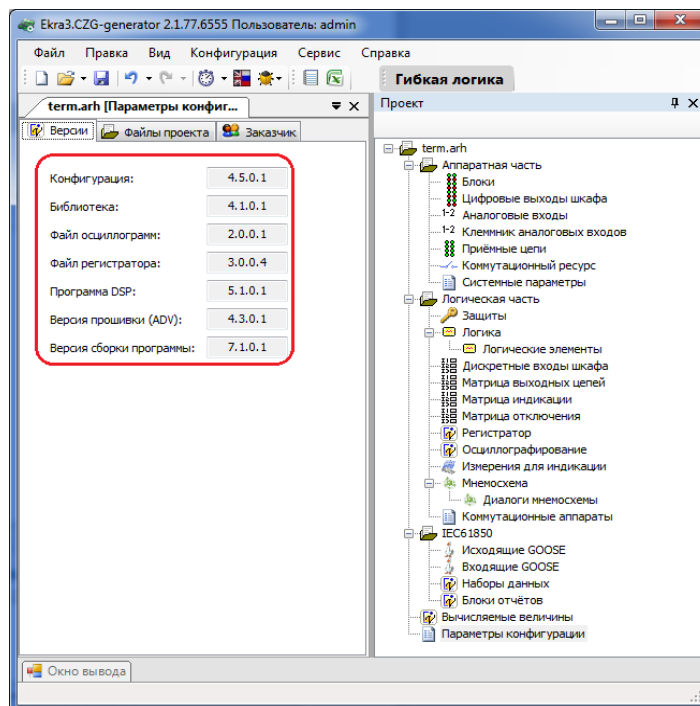 Ekra3.CZG-generator 2.1.77.6555 Пользователь: admin
Файл Правка Вид Конфигурация Сервис Справка
Гибкая логика
term.arh [Параметры конфиг...
Версии Файлы проекта Заказчик
Конфигурация: 4.5.0.1
Библиотека: 4.1.0.1
Файл осциллограмм: 2.0.0.1
Файл регистратора: 3.0.0.4
Программа DSP: 5.1.0.1
Версия прошивки (ADV): 4.3.0.1
Версия сборки программы: 7.1.0.1
Проект
term.arh
Аппаратная часть
Блоки
Цифровые выходы шкафа
1-2 Аналоговые входы
1-2 Клеммник аналоговых входов
Приёмные цепи
Коммутационный ресурс
Системные параметры
Логическая часть
Защиты
Логика
Логические элементы
Дискретные входы шкафа
Матрица выходных цепей
Матрица индикации
Матрица отключения
Регистратор
Осциллографирование
Измерения для индикации
Мнемосхема
Диалоги мнемосхемы
Коммутационные аппараты
IEC61850
Исходящие GOOSE
Входящие GOOSE
Наборы данных
Блоки отчётов
Вычисляемые величины
Параметры конфигурации
Окно вывода